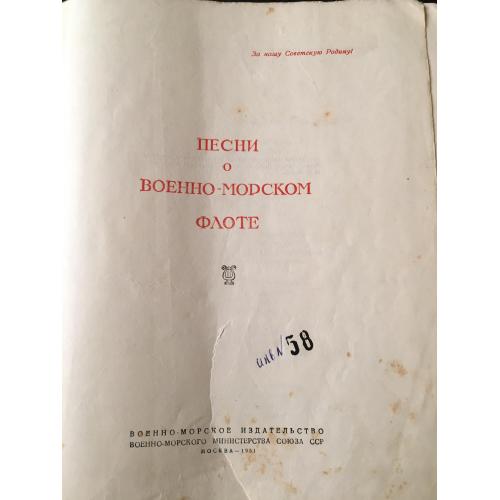 За нашу Советскую Родину!
ПЕСНИ
О
ВОЕННО-МОРСКОМ
ФЛОТЕ
инв N 58
ВОЕННО-МОРСКОЕ ИЗДАТЕЛЬСТВО
ВОЕННО-МОРСКОГО МИНИСТЕРСТВА СОЮЗА ССР
МОСКВА—1951